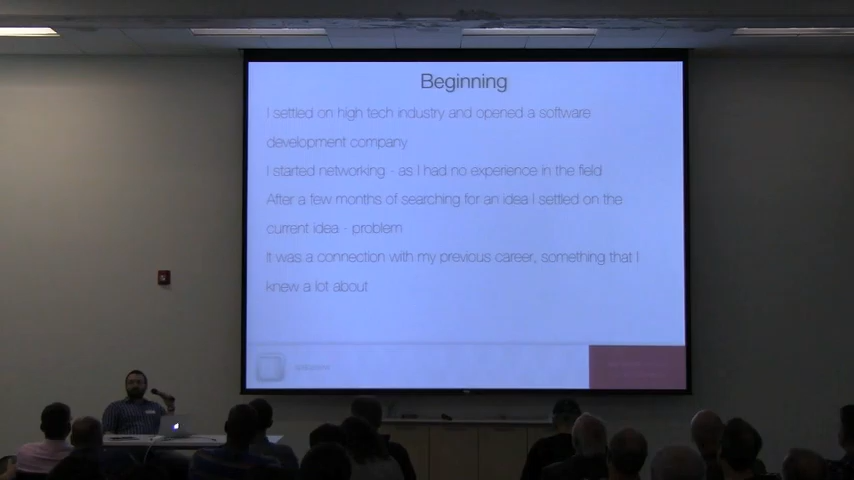 Beginning
I settled on high tech industry and opened a software
development company
I started networking - as I had no experience in the field
After a few months of searching for an idea I settled on the
current idea - problem
It was a connection with my previous career, something that I
knew a lot about